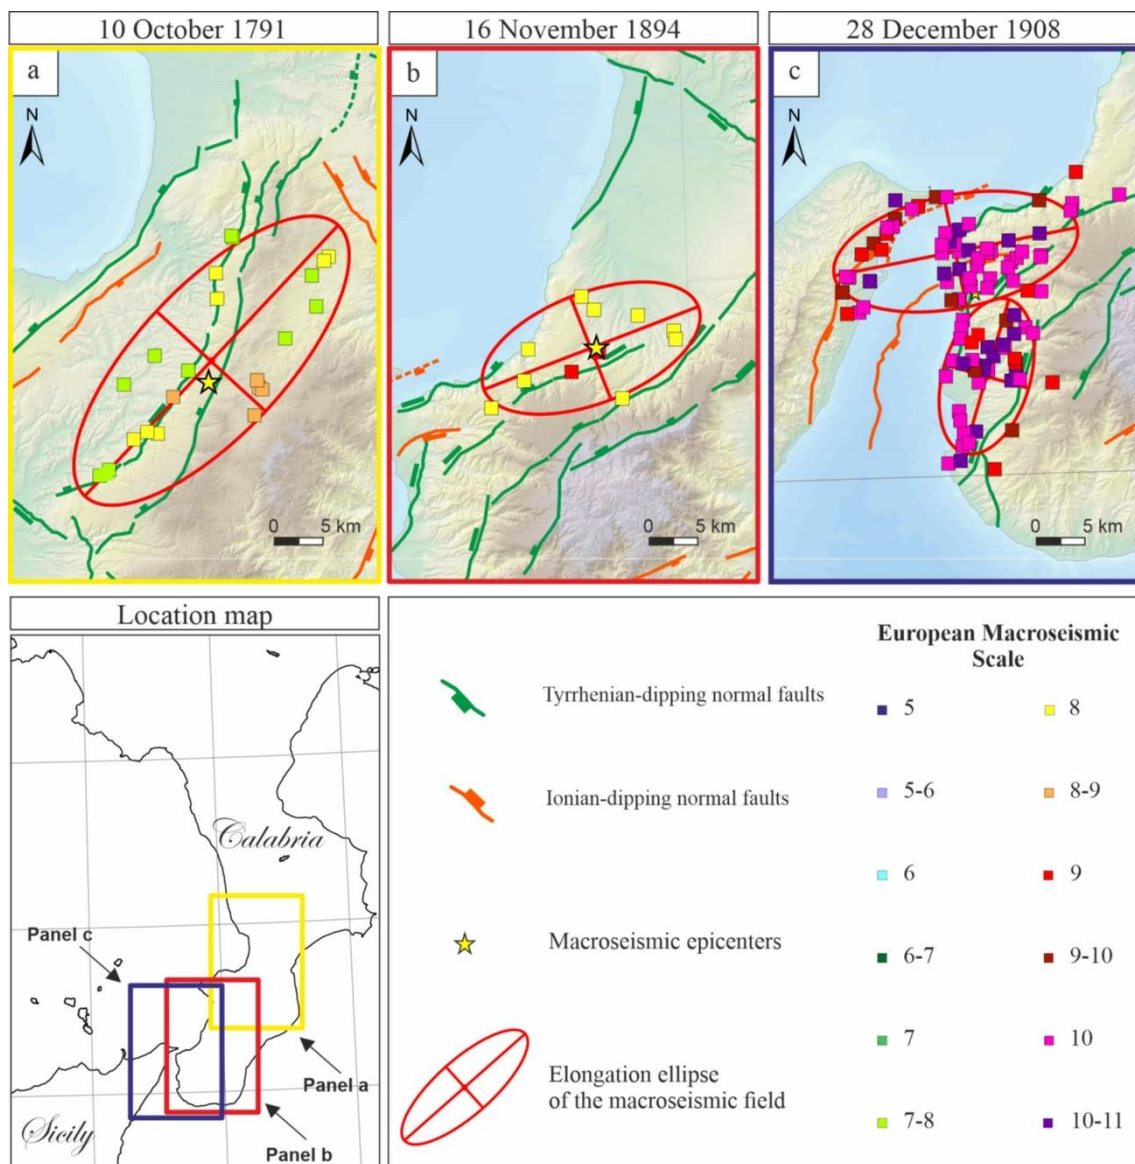 10 October 1791
16 November 1894
28 December 1908
a
N
0 5 km
b
N
0 5 km
c
N
0 5 km
Location map
Calabria
Panel c
Panel a
Sicily
Panel b
Tyrrhenian-dipping normal faults
Ionian-dipping normal faults
Macroseismic epicenters
Elongation ellipse
of the macroseismic field
European Macroseismic
Scale
5
8
5-6
8-9
6
9
6-7
9-10
7
10
7-8
10-11